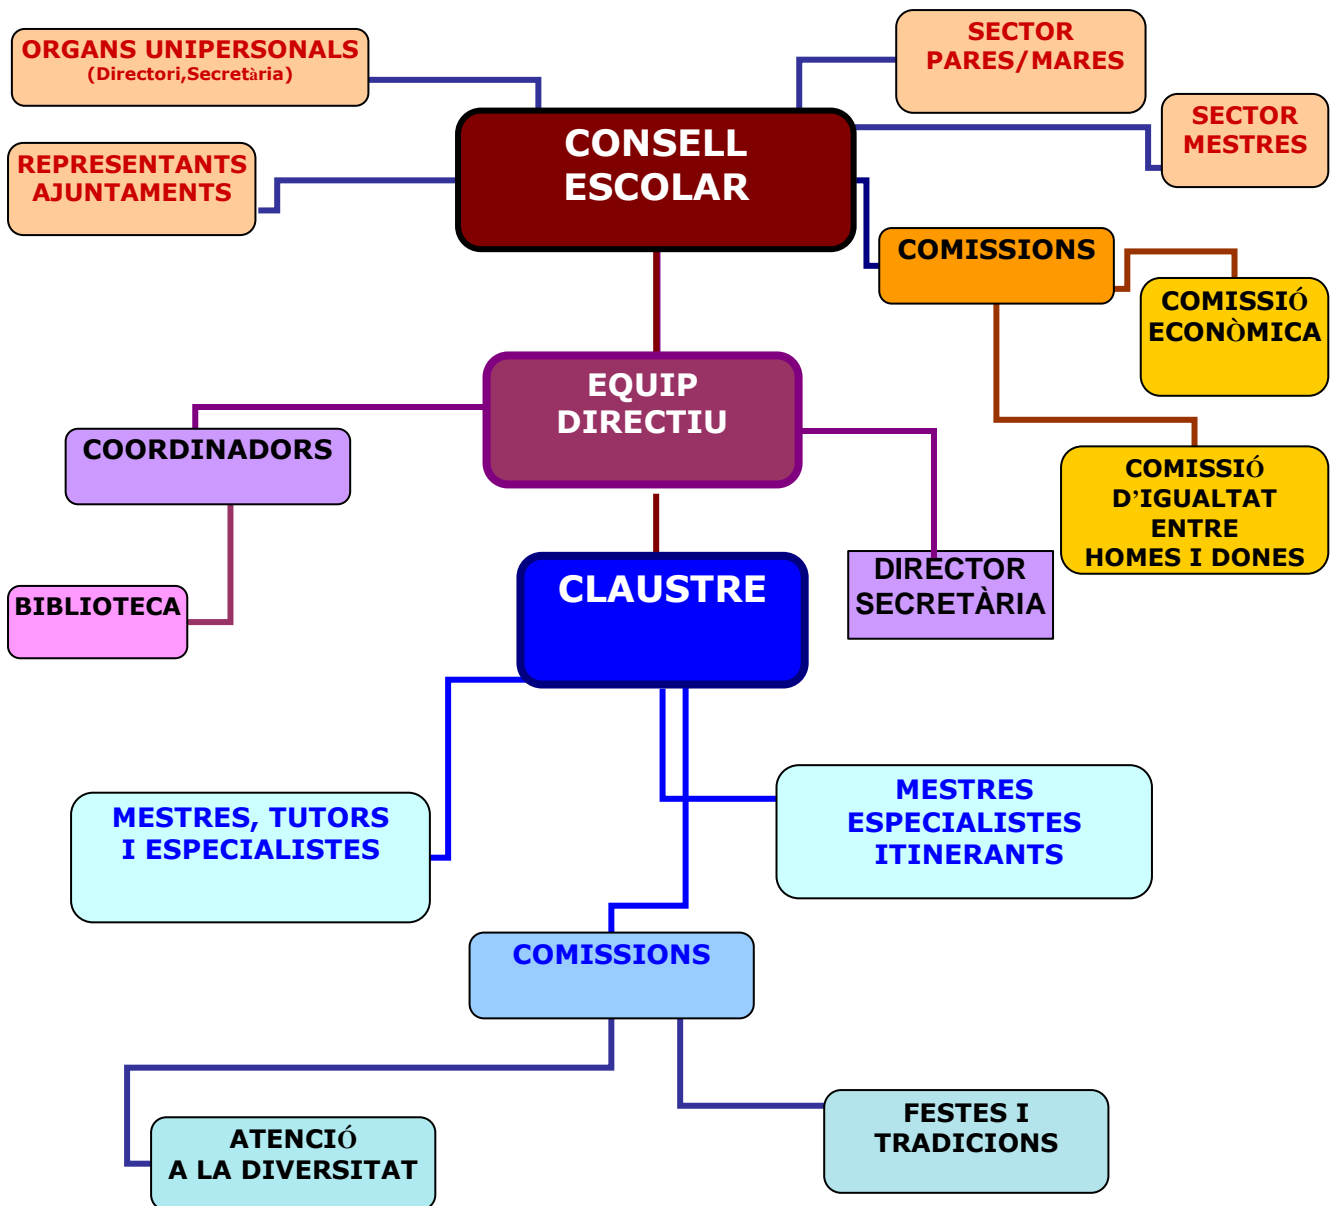 ORGANS UNIPERSONALS
(Directori,Secretària)
SECTOR
PARES/MARES
SECTOR
MESTRES
CONSELL
ESCOLAR
REPRESENTANTS
AJUNTAMENTS
COMISSIONS
COMISSIÓ
ECONÒMICA
EQUIP
DIRECTIU
COORDINADORS
COMISSIÓ
D’IGUALTAT
ENTRE
HOMES I DONES
DIRECTOR
SECRETÀRIA
BIBLIOTECA
CLAUSTRE
MESTRES, TUTORS
I ESPECIALISTES
MESTRES
ESPECIALISTES
ITINERANTS
COMISSIONS
ATENCIÓ
A LA DIVERSITAT
FESTES I
TRADICIONS